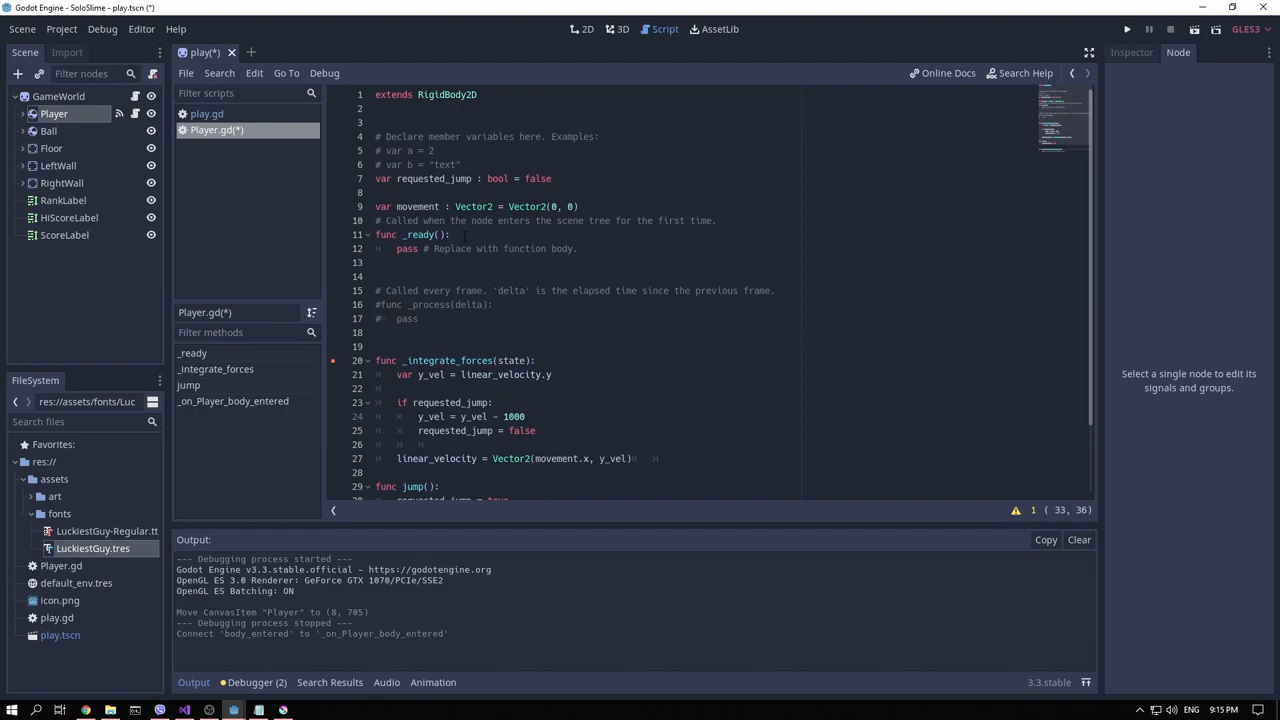 Godot Engine - SoloSlime - play.tscn (*)
Scene Project Debug Editor Help
2D 3D Script AssetLib
GLES3
Scene Import
Filter nodes
GameWorld
Player
Ball
Floor
LeftWall
RightWall
RankLabel
HiScoreLabel
ScoreLabel
FileSystem
res://assets/fonts/Luc
Search files
Favorites:
res://
assets
art
fonts
LuckiestGuy-Regular.tt
LuckiestGuy.tres
Player.gd
default_env.tres
icon.png
play.gd
play.tscn
play(*)
File Search Edit Go To Debug
Online Docs Search Help
Filter scripts
play.gd
Player.gd(*)
Player.gd(*)
Filter methods
_ready
_integrate_forces
jump
_on_Player_body_entered
1 extends RigidBody2D
2
3
4 # Declare member variables here. Examples:
5 # var a = 2
6 # var b = "text"
7 var requested_jump : bool = false
8
9 var movement : Vector2 = Vector2(0, 0)
10 # Called when the node enters the scene tree for the first time.
11 func _ready():
12 pass # Replace with function body.
13
14
15 # Called every frame. 'delta' is the elapsed time since the previous frame.
16 #func _process(delta):
17 # pass
18
19
20 func _integrate_forces(state):
21 var y_vel = linear_velocity.y
22
23 if requested_jump:
24 y_vel = y_vel - 1000
25 requested_jump = false
26
27 linear_velocity = Vector2(movement.x, y_vel)
28
29 func jump():
30 requested_jump = true
1 ( 33, 36)
Output:
Copy Clear
--- Debugging process started ---
Godot Engine v3.3.stable.official - https://godotengine.org
OpenGL ES 3.0 Renderer: GeForce GTX 1070/PCIe/SSE2
OpenGL ES Batching: ON
Move CanvasItem "Player" to (8, 705)
--- Debugging process stopped ---
Connect 'body_entered' to '_on_Player_body_entered'
Output Debugger (2) Search Results Audio Animation
3.3.stable
Inspector Node
Select a single node to edit its
signals and groups.
9:15 PM